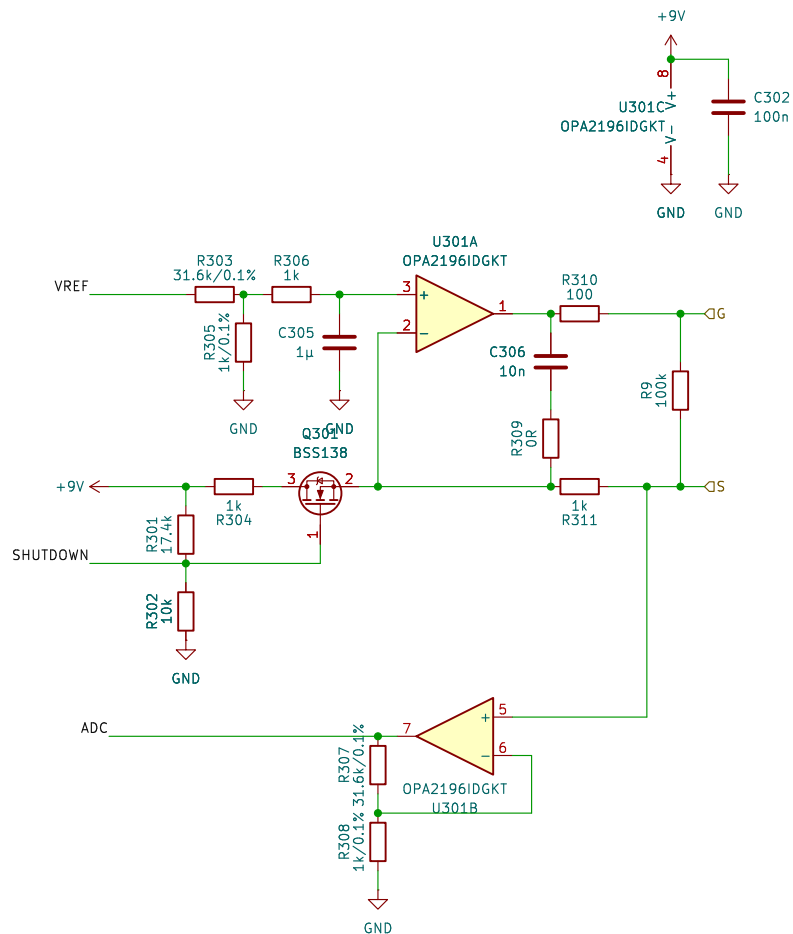 +9V
8
V+
C302
100n
U301C
OPA2196IDGKT
V-
4
GND
GND
U301A
OPA2196IDGKT
VREF
R303
31.6k/0.1%
R306
1k
3
+
1
R310
100
G
2
−
R305
1k/0.1%
C305
1µ
C306
10n
R9
100k
GND
GND
Q301
BSS138
R309
0R
+9V
3
2
S
1k
R304
1k
R311
1
R301
17.4k
SHUTDOWN
R302
10k
GND
ADC
7
5
+
6
−
R307
31.6k/0.1%
OPA2196IDGKT
U301B
R308
1k/0.1%
GND